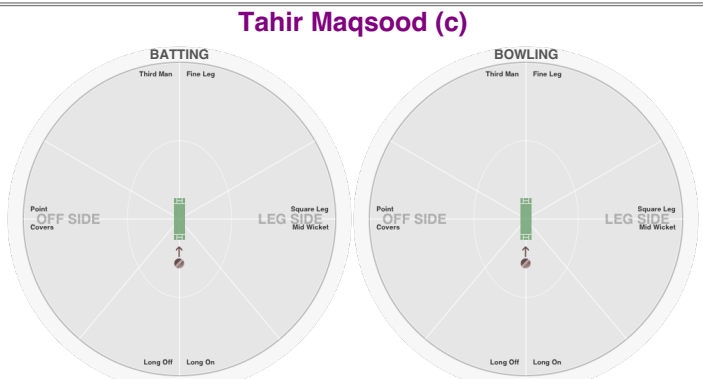 Tahir Maqsood (c)
BATTING
Third Man Fine Leg
Point
OFF SIDE
Covers
Square Leg
LEG SIDE
Mid Wicket
Long Off Long On
BOWLING
Third Man Fine Leg
Point
OFF SIDE
Covers
Square Leg
LEG SIDE
Mid Wicket
Long Off Long On